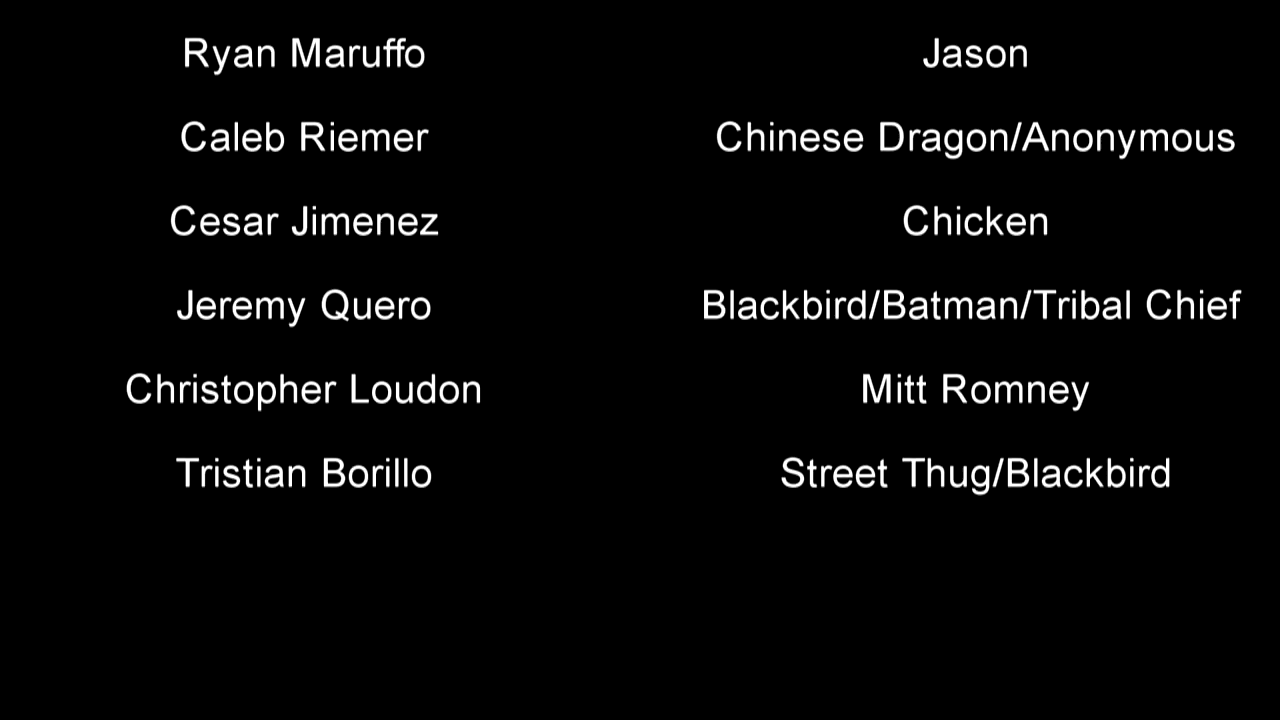 Ryan Maruffo Jason
Caleb Riemer Chinese Dragon/Anonymous
Cesar Jimenez Chicken
Jeremy Quero Blackbird/Batman/Tribal Chief
Christopher Loudon Mitt Romney
Tristian Borillo Street Thug/Blackbird